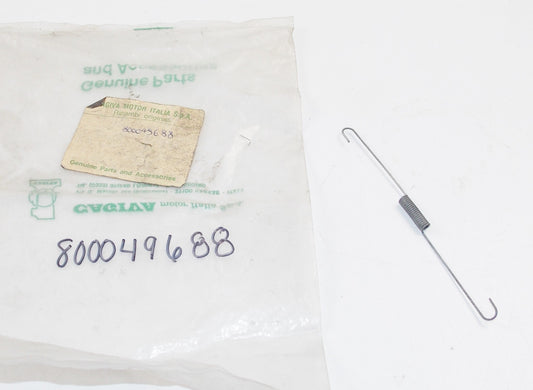 and Accessories
Genuine Parts
CAGIVA MOTOR ITALIA S.p.A.
Ricambi originali
800049688
Genuine Parts and Accessories
CAGIVA motor Italia S.p.A.
800049688